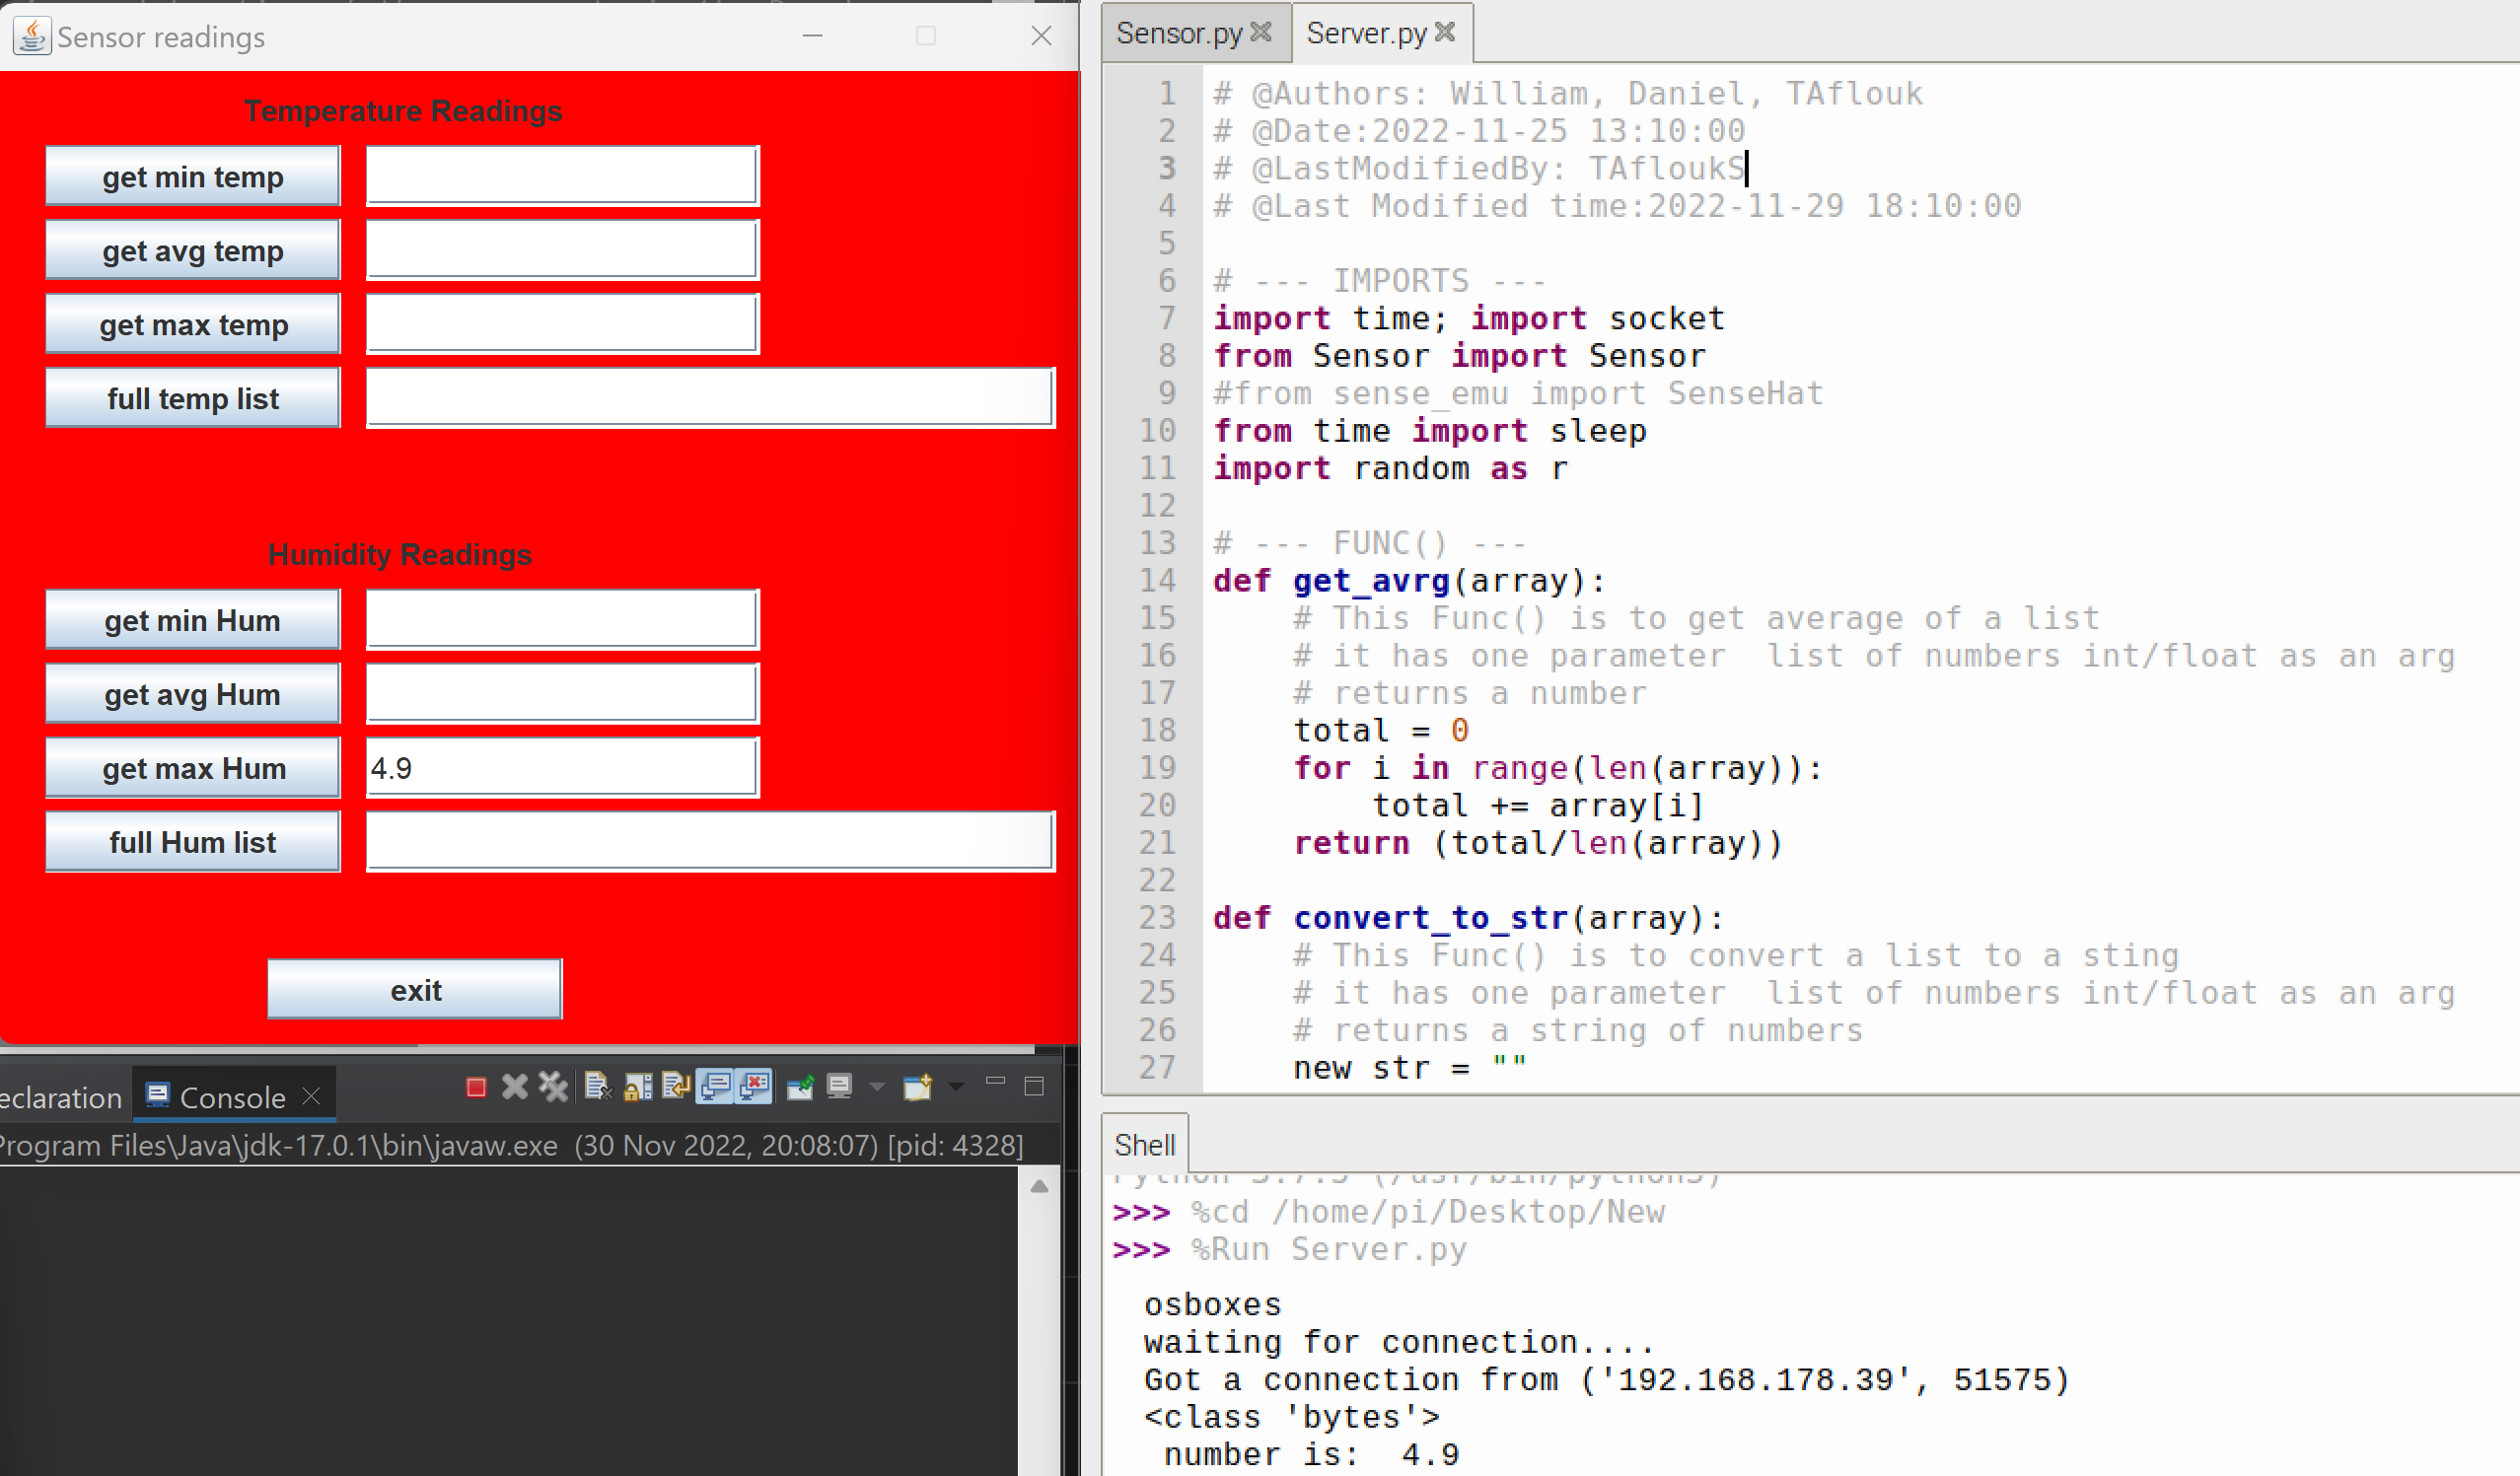 Sensor readings
Temperature Readings
get min temp
get avg temp
get max temp
full temp list
Humidity Readings
get min Hum
get avg Hum
get max Hum 4.9
full Hum list
exit
eclaration Console
Program Files\Java\jdk-17.0.1\bin\javaw.exe (30 Nov 2022, 20:08:07) [pid: 4328]
Sensor.py Server.py
1 # @Authors: William, Daniel, TAflouk
2 # @Date:2022-11-25 13:10:00
3 # @LastModifiedBy: TAfloukS
4 # @Last Modified time:2022-11-29 18:10:00
5
6 # --- IMPORTS ---
7 import time; import socket
8 from Sensor import Sensor
9 #from sense_emu import SenseHat
10 from time import sleep
11 import random as r
12
13 # --- FUNC() ---
14 def get_avrg(array):
15 # This Func() is to get average of a list
16 # it has one parameter  list of numbers int/float as an arg
17 # returns a number
18 total = 0
19 for i in range(len(array)):
20 total += array[i]
21 return (total/len(array))
22
23 def convert_to_str(array):
24 # This Func() is to convert a list to a sting
25 # it has one parameter  list of numbers int/float as an arg
26 # returns a string of numbers
27 new str = ""
Shell
Python 3.7.3 (/usr/bin/python3)
>>> %cd /home/pi/Desktop/New
>>> %Run Server.py
osboxes
waiting for connection....
Got a connection from ('192.168.178.39', 51575)
<class 'bytes'>
number is:  4.9